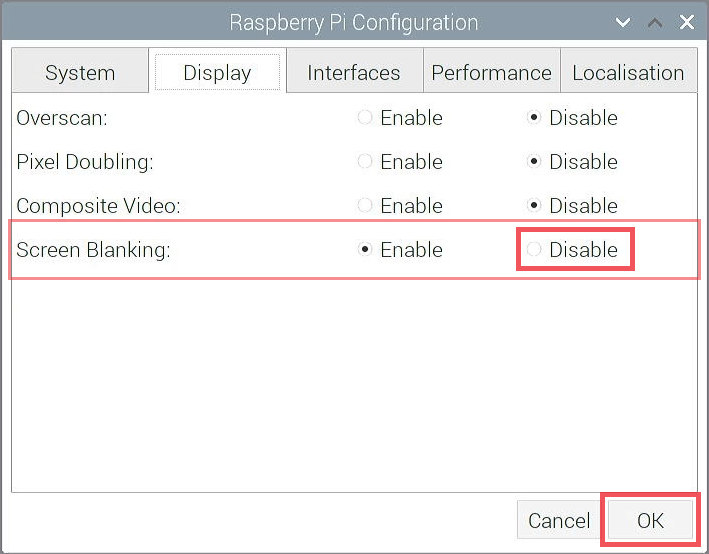 Raspberry Pi Configuration
System Display Interfaces Performance Localisation
Overscan: Enable Disable
Pixel Doubling: Enable Disable
Composite Video: Enable Disable
Screen Blanking: Enable Disable
Cancel OK